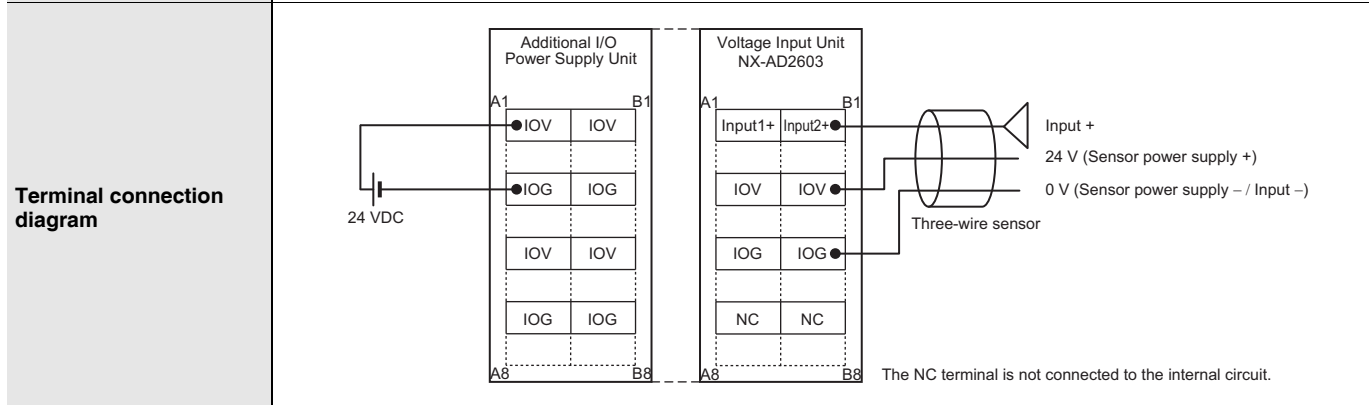 Terminal connection
diagram
Additional I/O
Power Supply Unit
A1 B1
IOV IOV
IOG IOG
IOV IOV
IOG IOG
A8 B8
24 VDC
Voltage Input Unit
NX-AD2603
A1 B1
Input1+ Input2+
IOV IOV
IOG IOG
NC NC
A8 B8
Input +
24 V (Sensor power supply +)
0 V (Sensor power supply – / Input –)
Three-wire sensor
The NC terminal is not connected to the internal circuit.